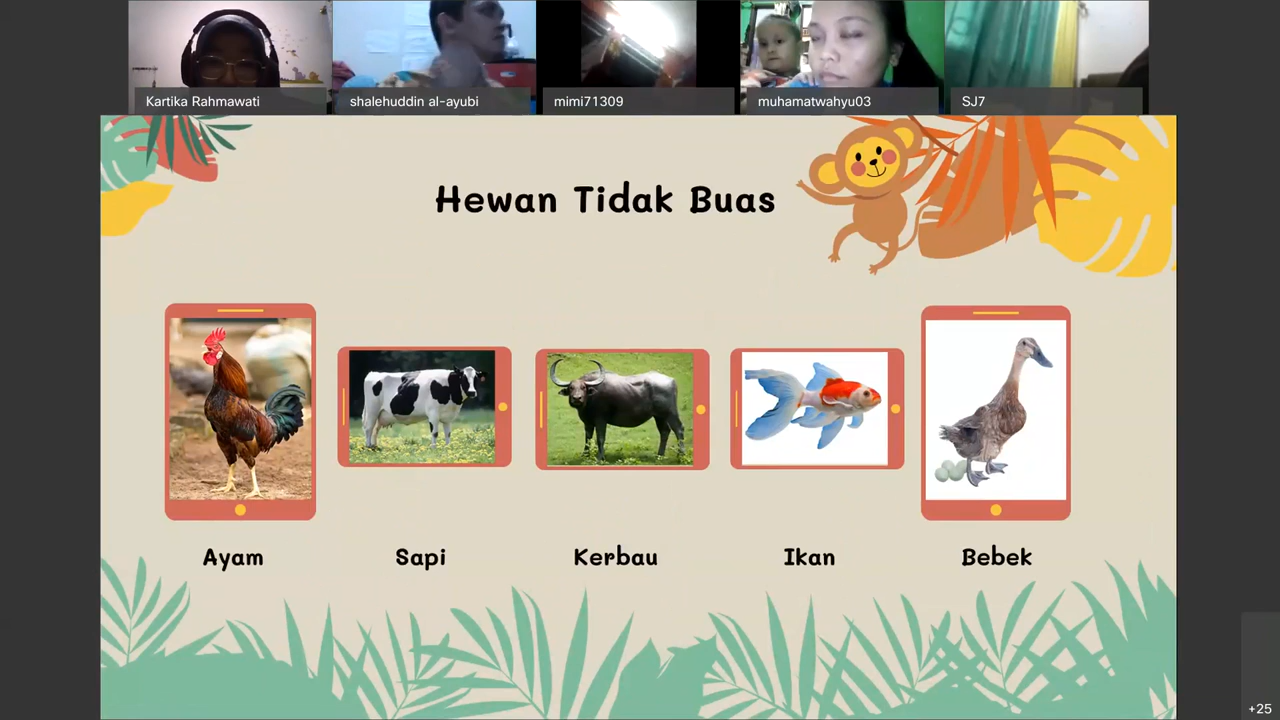 Kartika Rahmawati
shalehuddin al-ayubi
mimi71309
muhamatwahyu03
SJ7
Hewan Tidak Buas
Ayam
Sapi
Kerbau
Ikan
Bebek
+25